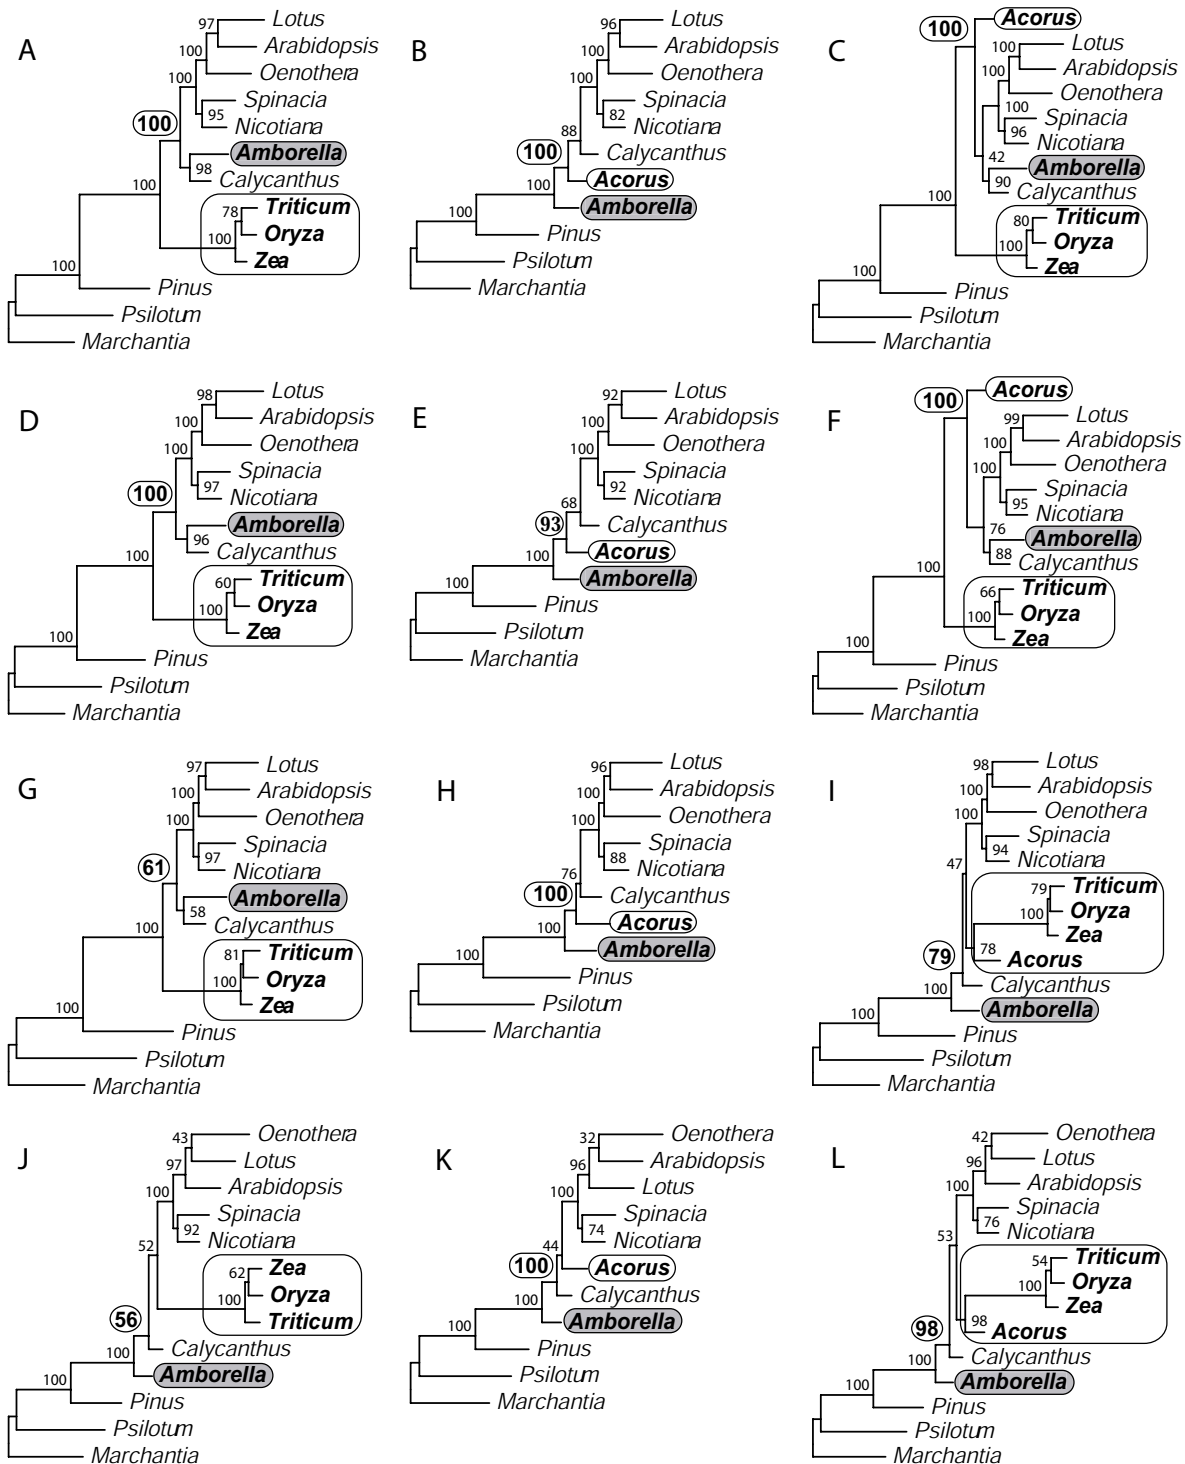 A
97
Lotus
100
Arabidopsis
100
Oenothera
Spinacia
95
Nicotiana
100
Amborella
98
Calycanthus
100
78
Triticum
100
Oryza
Zea
100
Pinus
Psilotum
Marchantia
B
96
Lotus
100
Arabidopsis
100
Oenothera
Spinacia
82
Nicotiana
88
Calycanthus
100
Acorus
100
Amborella
100
Pinus
Psilotum
Marchantia
C
100
Acorus
100
Lotus
100
Arabidopsis
100
Oenothera
100
Spinacia
96
Nicotiana
42
Amborella
90
Calycanthus
100
80
Triticum
100
Oryza
Zea
100
Pinus
Psilotum
Marchantia
D
98
Lotus
100
Arabidopsis
100
Oenothera
Spinacia
97
Nicotiana
100
Amborella
96
Calycanthus
100
60
Triticum
100
Oryza
Zea
100
Pinus
Psilotum
Marchantia
E
92
Lotus
100
Arabidopsis
100
Oenothera
Spinacia
92
Nicotiana
68
Calycanthus
93
Acorus
100
Amborella
100
Pinus
Psilotum
Marchantia
F
100
Acorus
99
Lotus
100
Arabidopsis
100
Oenothera
Spinacia
95
Nicotiana
76
Amborella
88
Calycanthus
100
66
Triticum
100
Oryza
Zea
100
Pinus
Psilotum
Marchantia
G
97
Lotus
100
Arabidopsis
100
Oenothera
Spinacia
97
Nicotiana
61
Amborella
58
Calycanthus
100
81
Triticum
100
Oryza
Zea
100
Pinus
Psilotum
Marchantia
H
96
Lotus
100
Arabidopsis
100
Oenothera
Spinacia
88
Nicotiana
76
Calycanthus
100
Acorus
100
Amborella
100
Pinus
Psilotum
Marchantia
I
98
Lotus
100
Arabidopsis
100
Oenothera
Spinacia
94
Nicotiana
47
79
Triticum
100
Oryza
Zea
78
Acorus
79
Calycanthus
100
Amborella
100
Pinus
Psilotum
Marchantia
J
43
Oenothera
97
Lotus
100
Arabidopsis
Spinacia
92
Nicotiana
52
62
Zea
100
Oryza
Triticum
56
Calycanthus
100
Amborella
100
Pinus
Psilotum
Marchantia
K
32
Oenothera
96
Arabidopsis
100
Lotus
Spinacia
74
Nicotiana
44
Acorus
100
Calycanthus
100
Amborella
100
Pinus
Psilotum
Marchantia
L
42
Oenothera
96
Lotus
100
Arabidopsis
Spinacia
76
Nicotiana
53
54
Triticum
100
Oryza
Zea
98
Acorus
98
Calycanthus
100
Amborella
100
Pinus
Psilotum
Marchantia